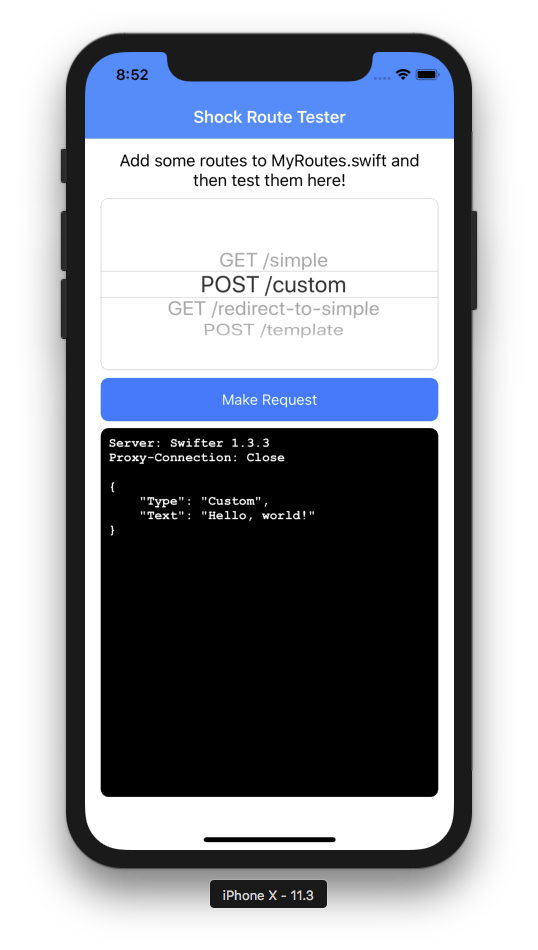 8:52
Shock Route Tester
Add some routes to MyRoutes.swift and
then test them here!
GET /simple
POST /custom
GET /redirect-to-simple
POST /template
Make Request
Server: Swifter 1.3.3
Proxy-Connection: Close
{
    "Type": "Custom",
    "Text": "Hello, world!"
}
iPhone X - 11.3